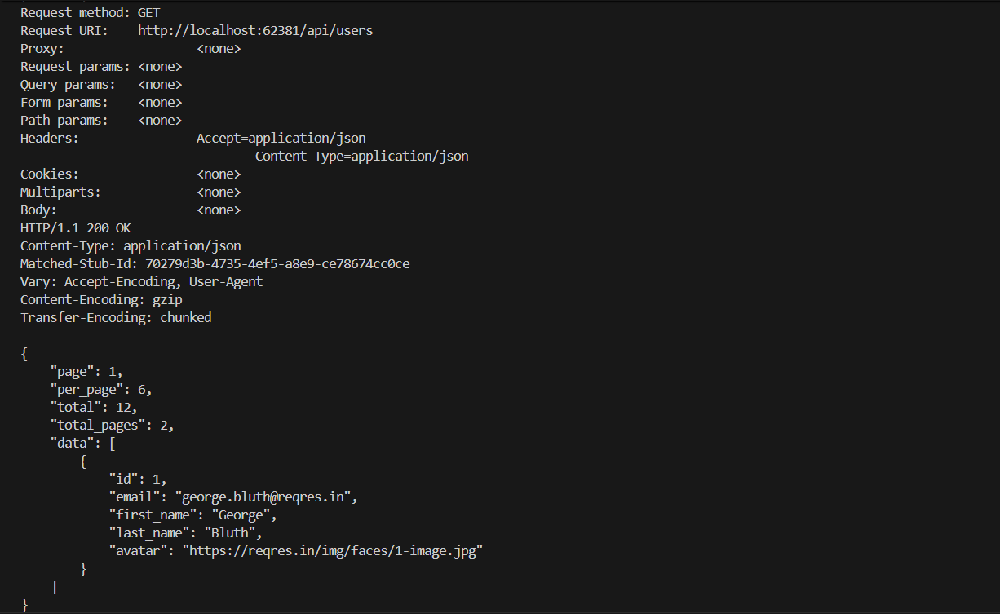 Request method: GET
Request URI:    http://localhost:62381/api/users
Proxy:                  <none>
Request params: <none>
Query params:   <none>
Form params:    <none>
Path params:    <none>
Headers:                Accept=application/json
                                Content-Type=application/json
Cookies:                <none>
Multiparts:             <none>
Body:                   <none>
HTTP/1.1 200 OK
Content-Type: application/json
Matched-Stub-Id: 70279d3b-4735-4ef5-a8e9-ce78674cc0ce
Vary: Accept-Encoding, User-Agent
Content-Encoding: gzip
Transfer-Encoding: chunked

{
    "page": 1,
    "per_page": 6,
    "total": 12,
    "total_pages": 2,
    "data": [
        {
            "id": 1,
            "email": "george.bluth@reqres.in",
            "first_name": "George",
            "last_name": "Bluth",
            "avatar": "https://reqres.in/img/faces/1-image.jpg"
        }
    ]
}